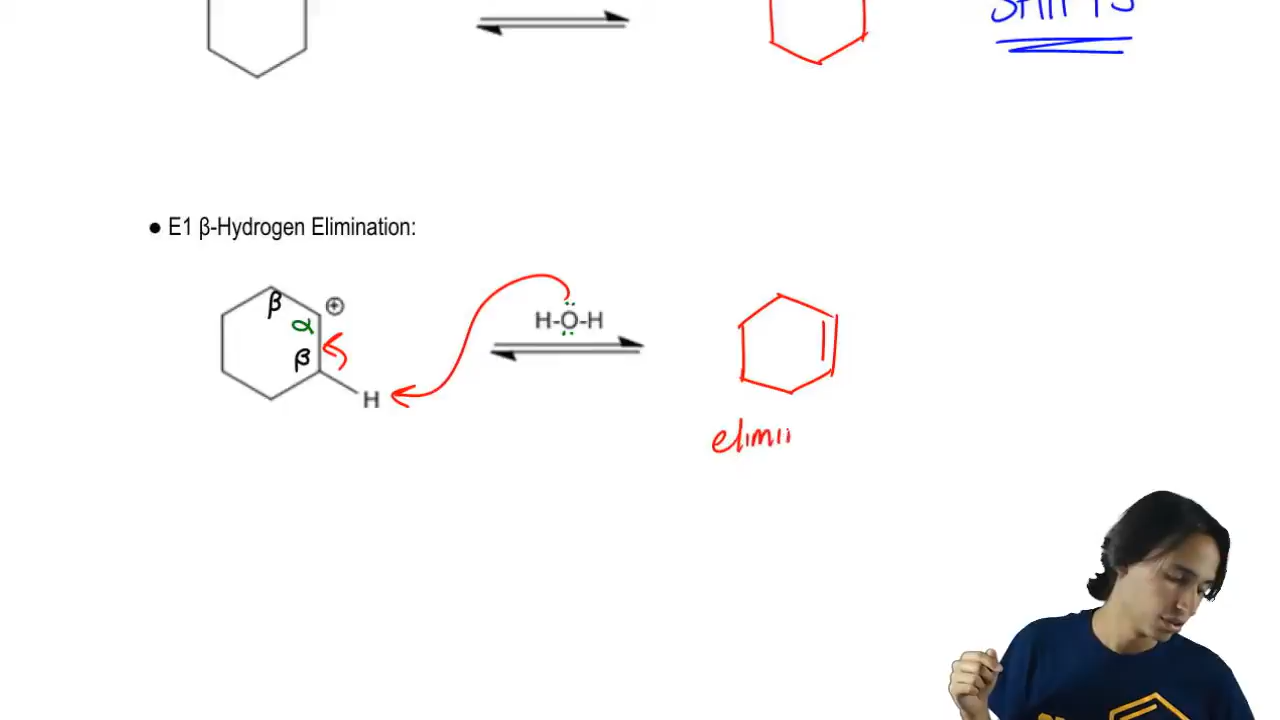 SHIFTS
● E1 β-Hydrogen Elimination:
β
⊕
α
H-O-H
β
H
elimi